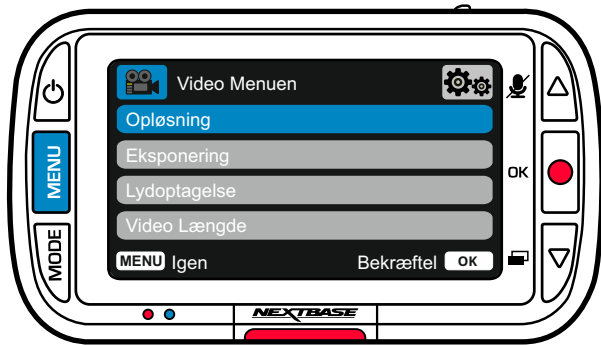 Video Menuen
Opløsning
Eksponering
Lydoptagelse
Video Længde
MENU Igen Bekræftel OK
MENU
MODE
OK
NEXTBASE